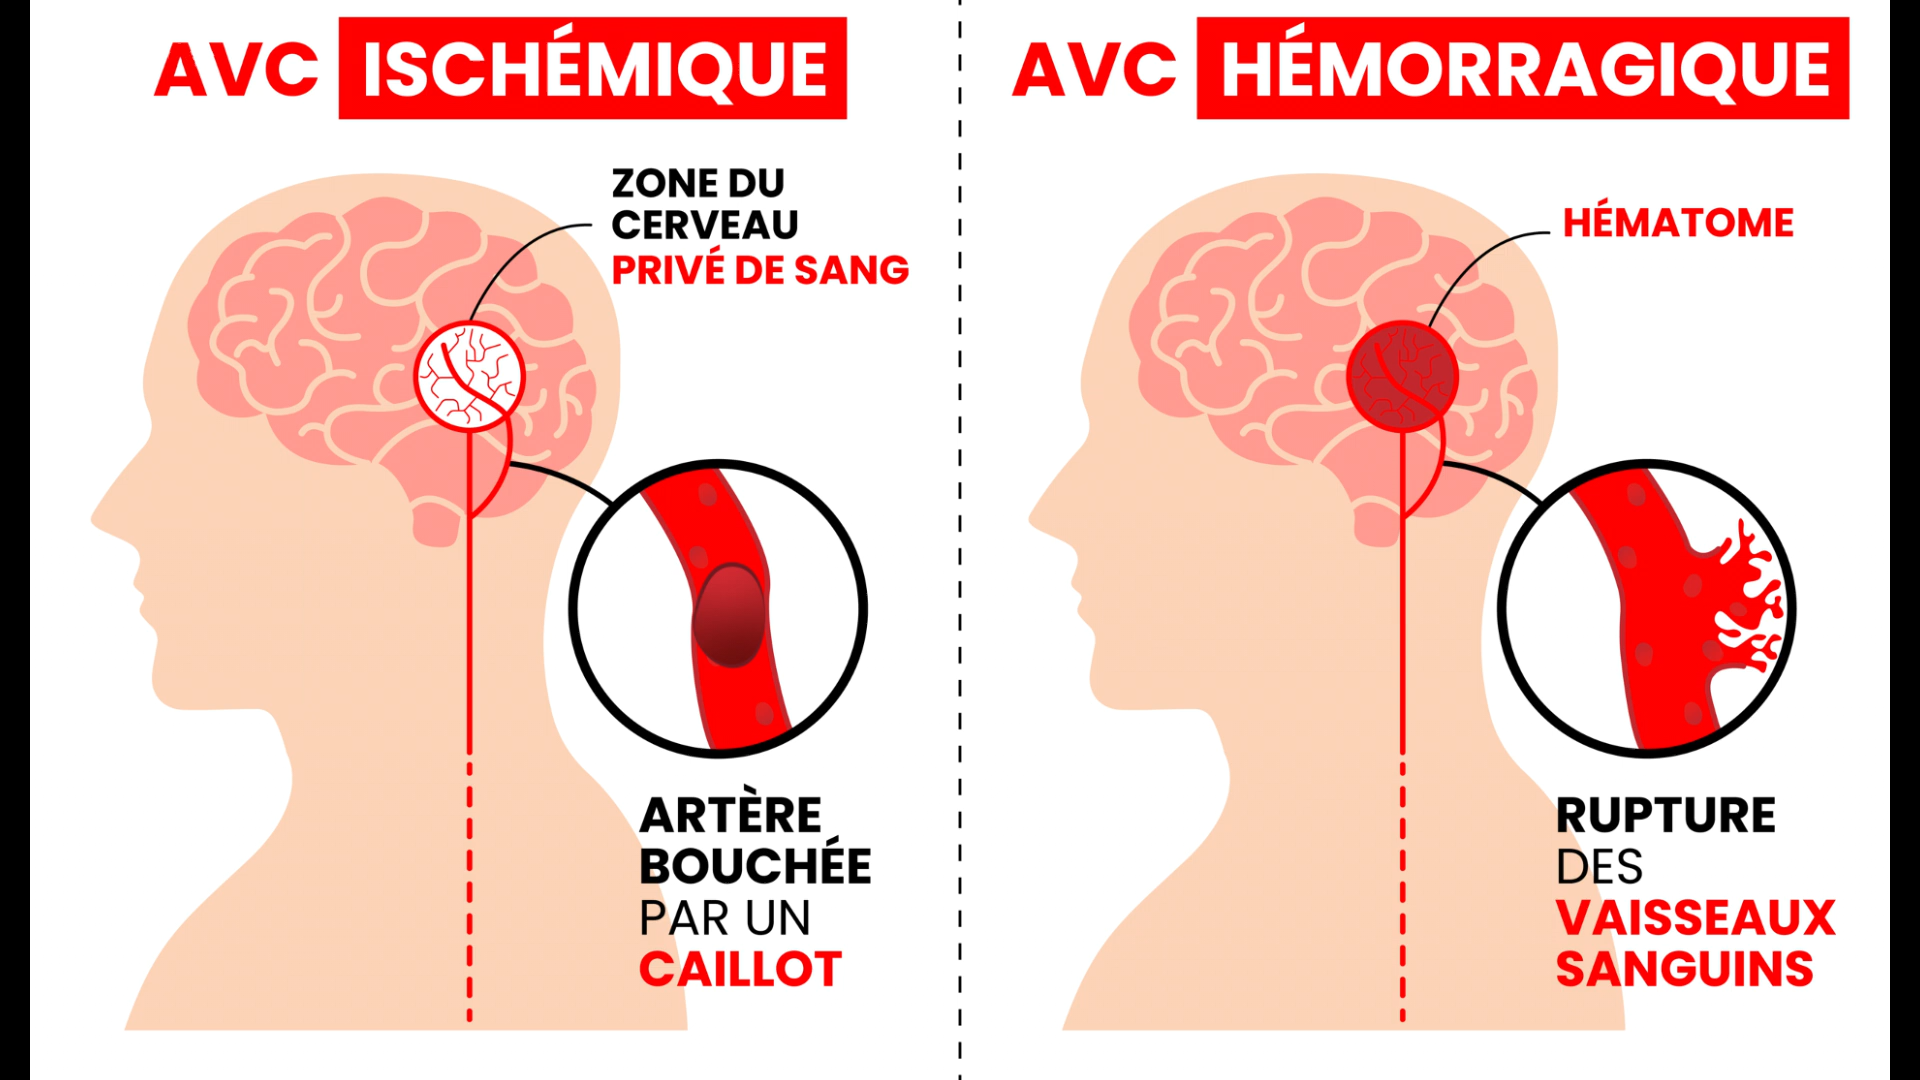 AVC ISCHÉMIQUE
ZONE DU
CERVEAU
PRIVÉ DE SANG
ARTÈRE
BOUCHÉE
PAR UN
CAILLOT
AVC HÉMORRAGIQUE
HÉMATOME
RUPTURE
DES
VAISSEAUX
SANGUINS